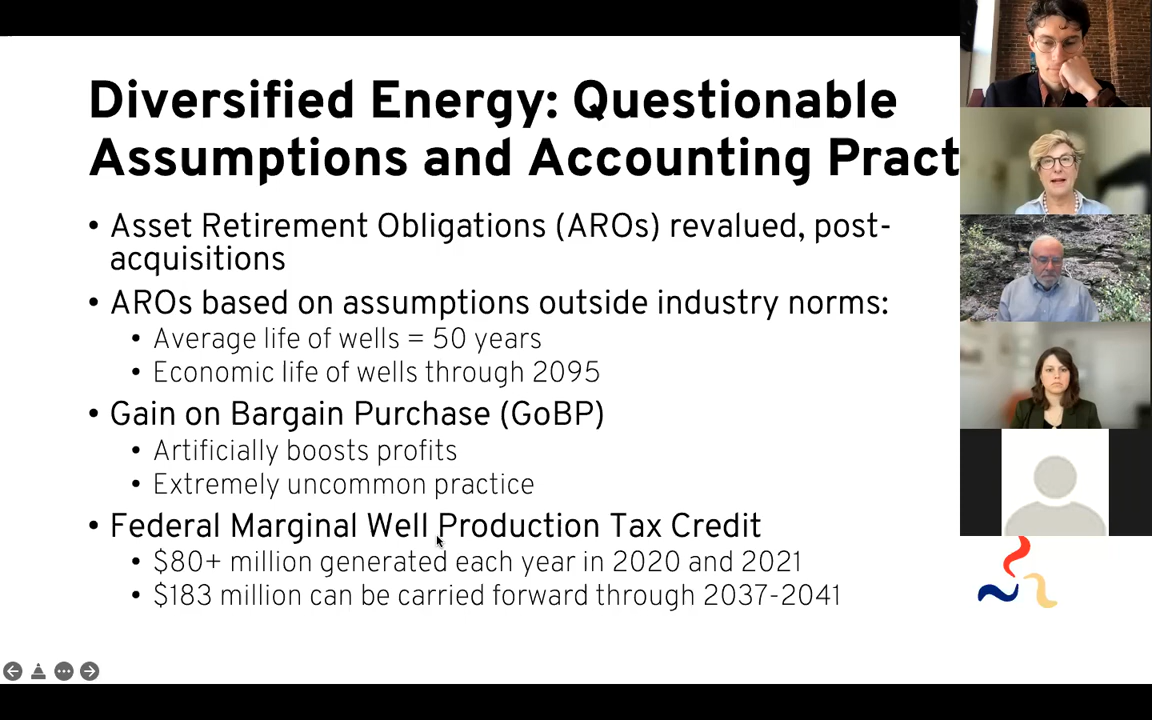 Diversified Energy: Questionable
Assumptions and Accounting Pract
• Asset Retirement Obligations (AROs) revalued, post-
acquisitions
• AROs based on assumptions outside industry norms:
• Average life of wells = 50 years
• Economic life of wells through 2095
• Gain on Bargain Purchase (GoBP)
• Artificially boosts profits
• Extremely uncommon practice
• Federal Marginal Well Production Tax Credit
• $80+ million generated each year in 2020 and 2021
• $183 million can be carried forward through 2037-2041